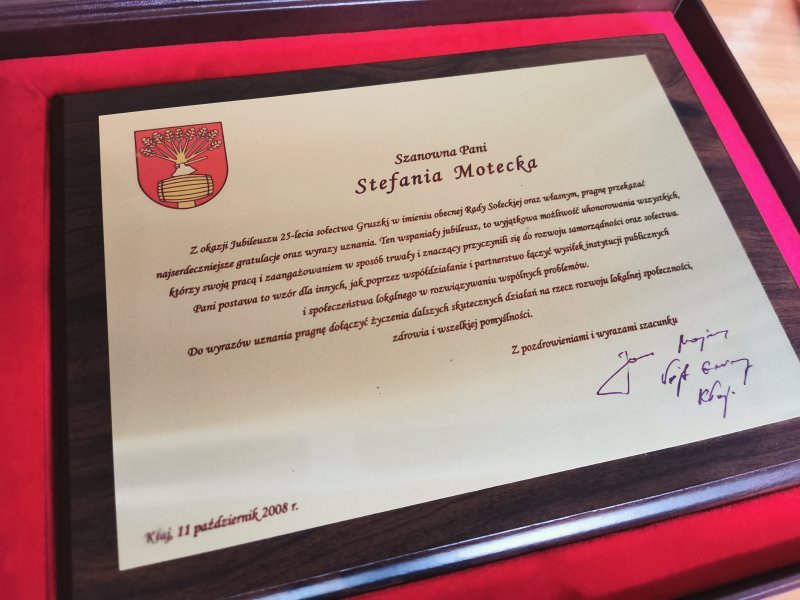 Szanowna Pani
Stefania Motecka
Z okazji Jubileuszu 25-lecia sołectwa Gruszki w imieniu obecnej Rady Sołeckiej oraz własnym, pragnę przekazać
najserdeczniejsze gratulacje oraz wyrazy uznania. Ten wspaniały jubileusz, to wyjątkowa możliwość uhonorowania wszystkich,
którzy swoją pracą i zaangażowaniem w sposób trwały i znaczący przyczynili się do rozwoju samorządności oraz sołectwa.
Pani postawa to wzór dla innych, jak poprzez współdziałanie i partnerstwo łączyć wysiłek instytucji publicznych
i społeczeństwa lokalnego w rozwiązywaniu wspólnych problemów.
Do wyrazów uznania pragnę dołączyć życzenia dalszych skutecznych działań na rzecz rozwoju lokalnej społeczności,
zdrowia i wszelkiej pomyślności.
Z pozdrowieniami i wyrazami szacunku
Wójt Gminy
Kłaj.
Kłaj, 11 październik 2008 r.